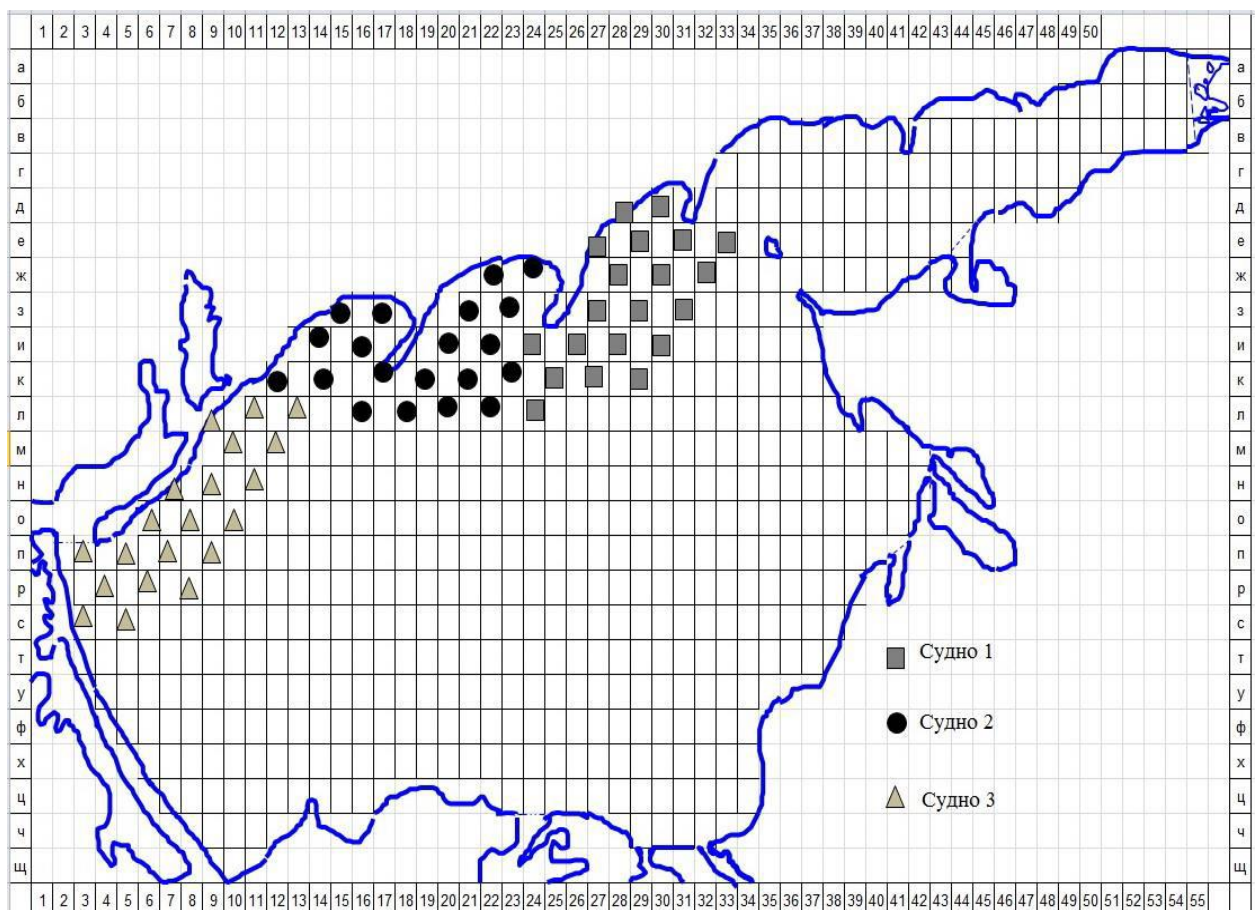 1 2 3 4 5 6 7 8 9 10 11 12 13 14 15 16 17 18 19 20 21 22 23 24 25 26 27 28 29 30 31 32 33 34 35 36 37 38 39 40 41 42 43 44 45 46 47 48 49 50
а а
б б
в в
г г
д д
е е
ж ж
з з
и и
к к
л л
м м
н н
о о
п п
р р
с с
Судно 1
т т
у у
Судно 2
ф ф
х х
Судно 3
ц ц
ч ч
щ щ
1 2 3 4 5 6 7 8 9 10 11 12 13 14 15 16 17 18 19 20 21 22 23 24 25 26 27 28 29 30 31 32 33 34 35 36 37 38 39 40 41 42 43 44 45 46 47 48 49 50 51 52 53 54 55